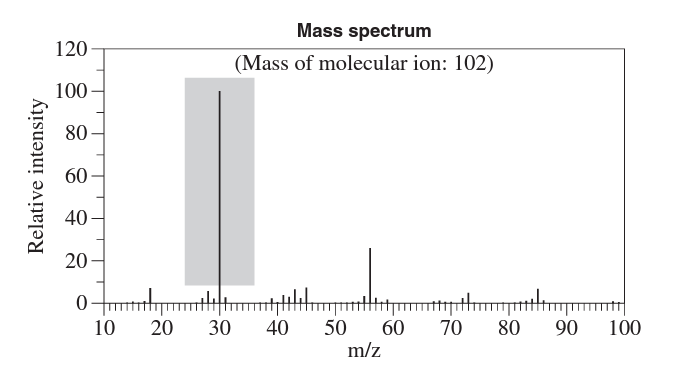 Mass spectrum
(Mass of molecular ion: 102)
Relative intensity
120
100
80
60
40
20
0
10 20 30 40 50 60 70 80 90 100
m/z